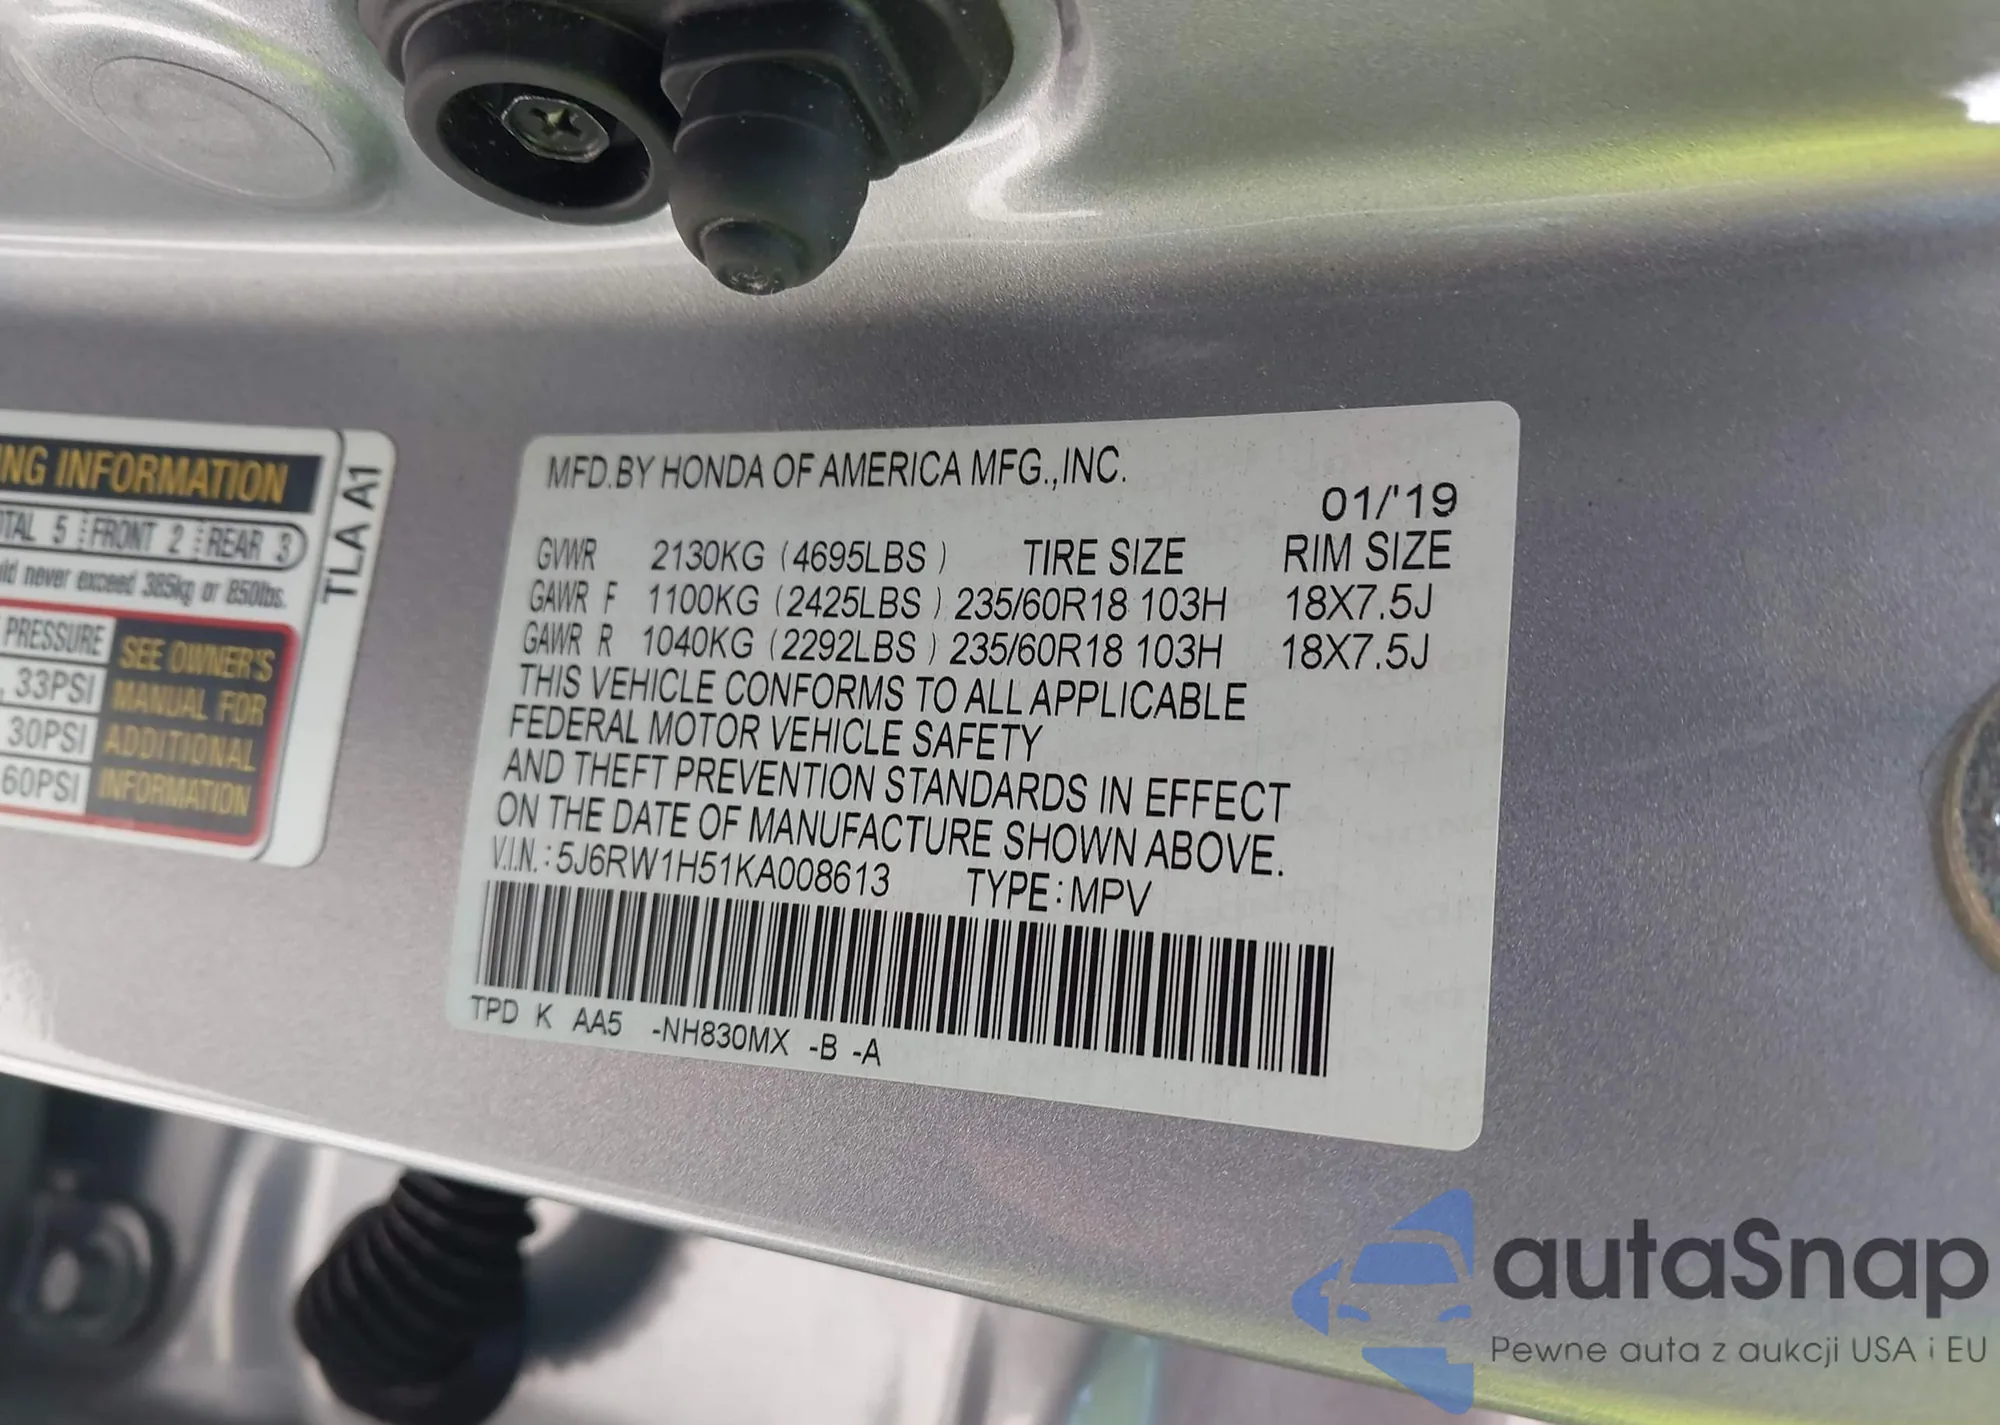 NG INFORMATION
OTAL 5 FRONT 2 REAR 3
uld never exceed 385kg or 850lbs.
PRESSURE
, 33PSI
30PSI
60PSI
SEE OWNER'S
MANUAL FOR
ADDITIONAL
INFORMATION
TLA A1
MFD.BY HONDA OF AMERICA MFG.,INC.
01/'19
GVWR 2130KG (4695LBS ) TIRE SIZE RIM SIZE
GAWR F 1100KG (2425LBS ) 235/60R18 103H 18X7.5J
GAWR R 1040KG (2292LBS ) 235/60R18 103H 18X7.5J
THIS VEHICLE CONFORMS TO ALL APPLICABLE
FEDERAL MOTOR VEHICLE SAFETY
AND THEFT PREVENTION STANDARDS IN EFFECT
ON THE DATE OF MANUFACTURE SHOWN ABOVE.
V.I.N.: 5J6RW1H51KA008613 TYPE: MPV
TPD K AA5 -NH830MX -B -A
autaSnap
Pewne auta z aukcji USA i EU